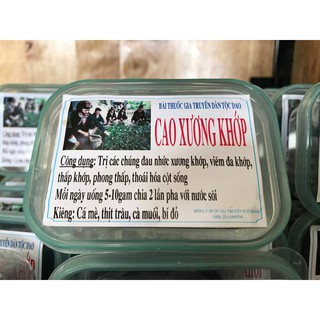 BÀI THUỐC GIA TRUYỀN DÂN TỘC DAO
CAO XƯƠNG KHỚP
Công dụng: Trị các chúng đau nhức xương khớp, viêm đa khớp,
thấp khớp, phong thấp, thoái hóa cột sống
Mỗi ngày uống 5-10gam chia 2 lần pha với nước sôi
Kiêng: Cá mè, thịt trâu, cà muối, bí đỏ